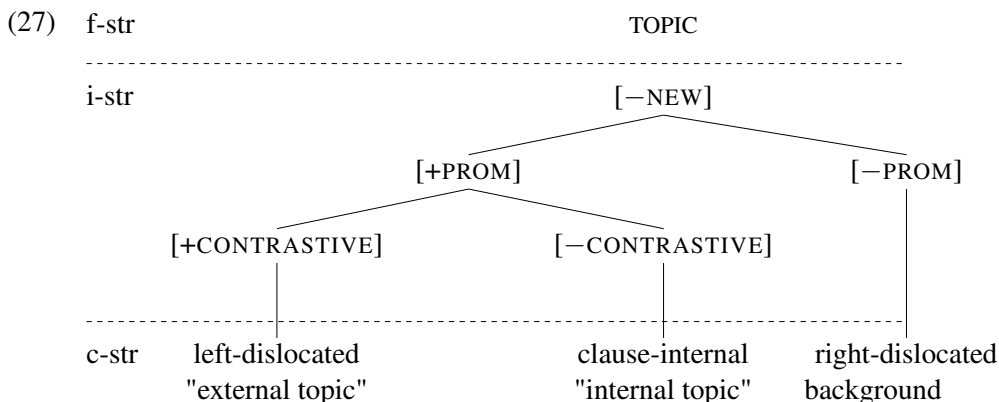 (27) f-str TOPIC
i-str [−NEW]
[+PROM] [−PROM]
[+CONTRASTIVE] [−CONTRASTIVE]
c-str left-dislocated clause-internal right-dislocated
"external topic" "internal topic" background